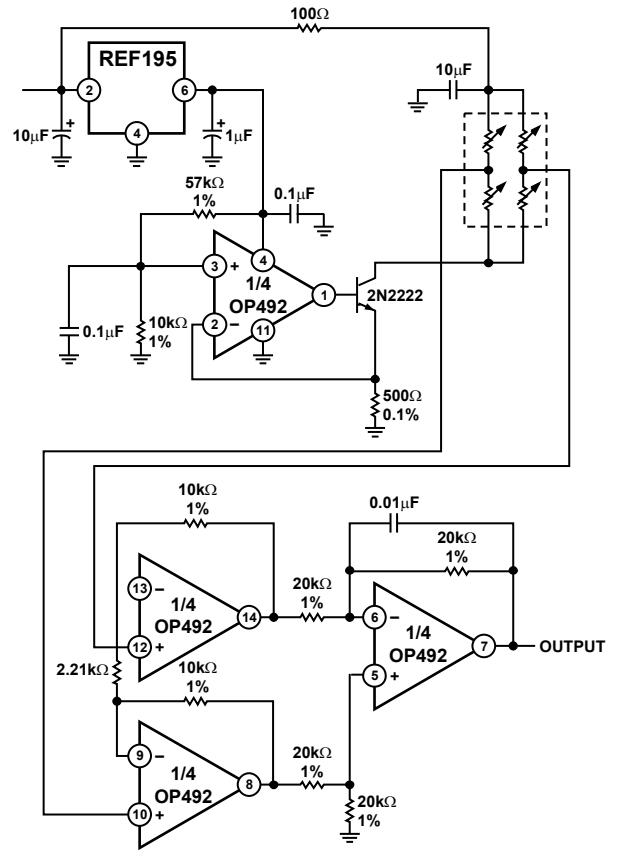 100Ω
REF195
2
6
4
10µF
+
1µF
+
10µF
57kΩ
1%
0.1µF
3
+
4
1/4
OP492
1
2N2222
2
−
11
0.1µF
10kΩ
1%
500Ω
0.1%
10kΩ
1%
0.01µF
20kΩ
1%
13
−
1/4
OP492
14
12
+
20kΩ
1%
6
−
1/4
OP492
7
OUTPUT
5
+
2.21kΩ
10kΩ
1%
9
−
1/4
OP492
8
10
+
20kΩ
1%
20kΩ
1%